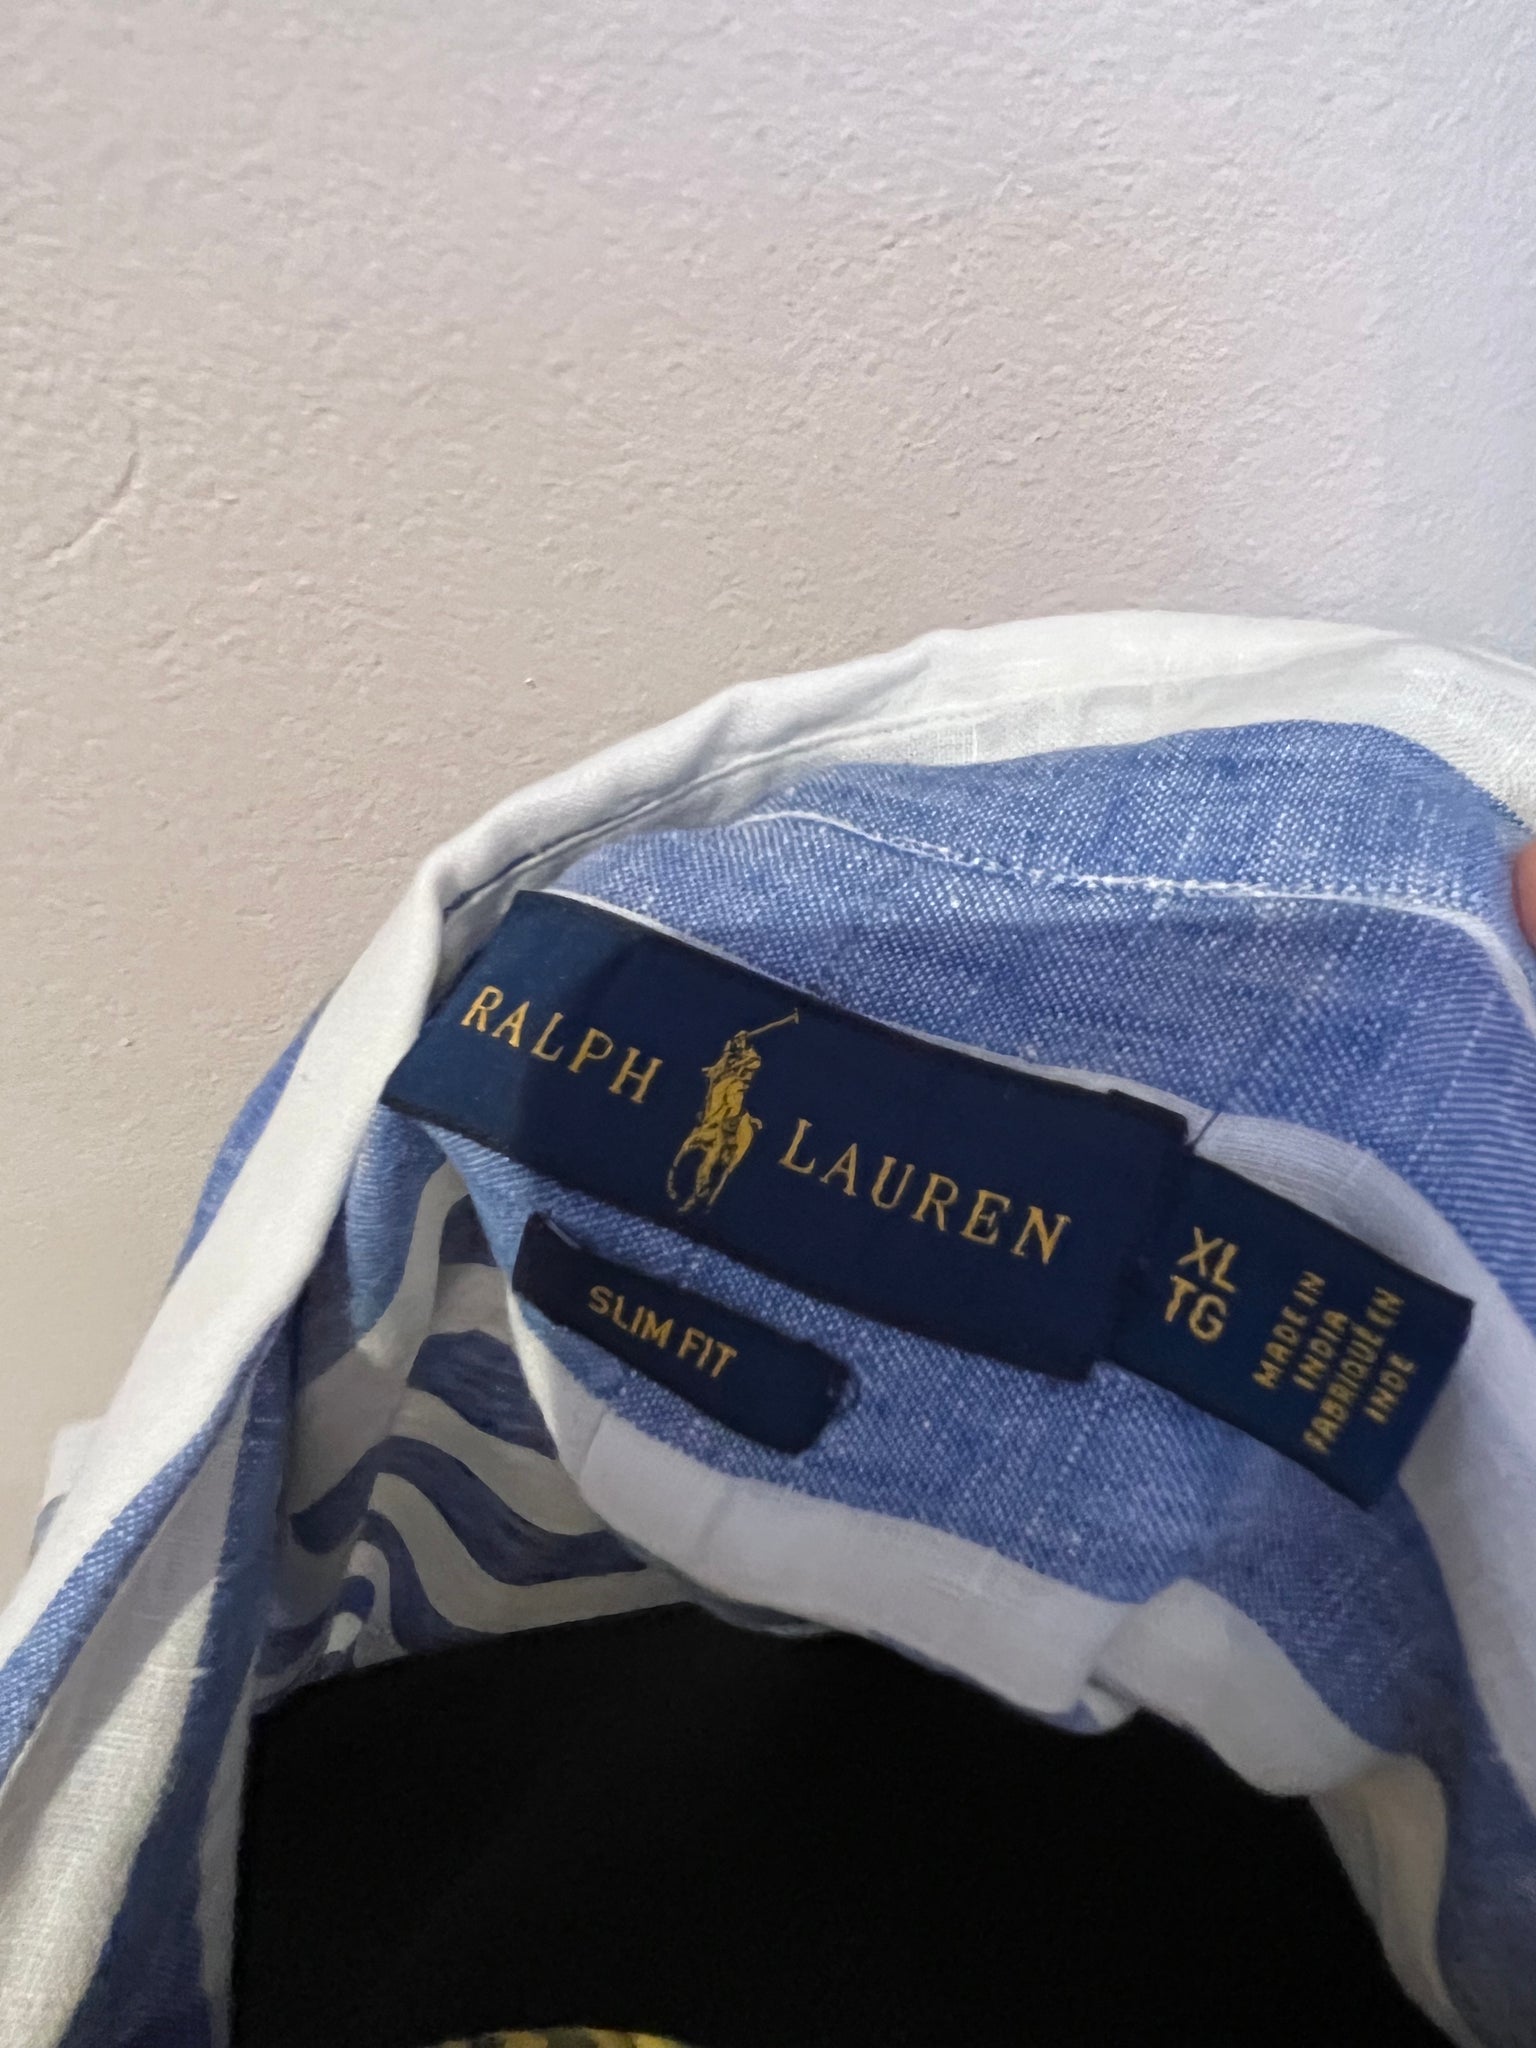 RALPH LAUREN
SLIM FIT
XL
TG
MADE IN
INDIA
FABRIQUÉ EN
INDE